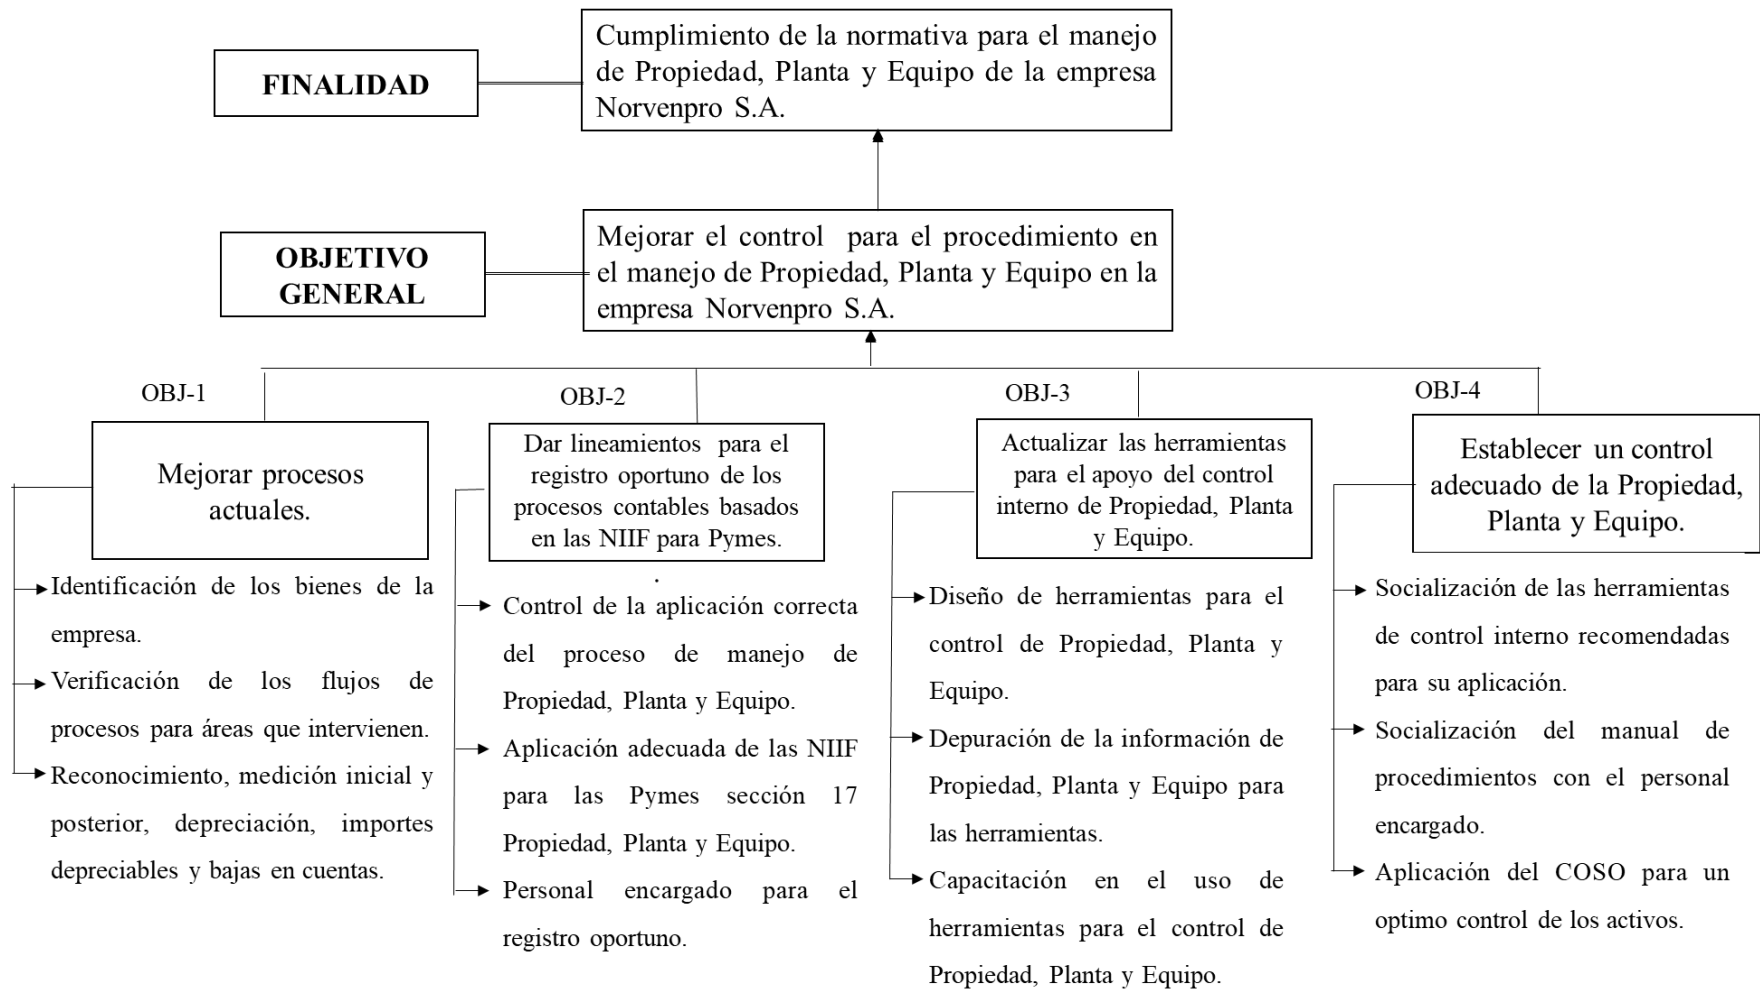 Cumplimiento de la normativa para el manejo
de Propiedad, Planta y Equipo de la empresa
Norvenpro S.A.
FINALIDAD
Mejorar el control para el procedimiento en
el manejo de Propiedad, Planta y Equipo en la
empresa Norvenpro S.A.
OBJETIVO
GENERAL
OBJ-1
Mejorar procesos
actuales.
Identificación de los bienes de la
empresa.
Verificación de los flujos de
procesos para áreas que intervienen.
Reconocimiento, medición inicial y
posterior, depreciación, importes
depreciables y bajas en cuentas.
OBJ-2
Dar lineamientos para el
registro oportuno de los
procesos contables basados
en las NIIF para Pymes.
.
Control de la aplicación correcta
del proceso de manejo de
Propiedad, Planta y Equipo.
Aplicación adecuada de las NIIF
para las Pymes sección 17
Propiedad, Planta y Equipo.
Personal encargado para el
registro oportuno.
OBJ-3
Actualizar las herramientas
para el apoyo del control
interno de Propiedad, Planta
y Equipo.
Diseño de herramientas para el
control de Propiedad, Planta y
Equipo.
Depuración de la información de
Propiedad, Planta y Equipo para
las herramientas.
Capacitación en el uso de
herramientas para el control de
Propiedad, Planta y Equipo.
OBJ-4
Establecer un control
adecuado de la Propiedad,
Planta y Equipo.
Socialización de las herramientas
de control interno recomendadas
para su aplicación.
Socialización del manual de
procedimientos con el personal
encargado.
Aplicación del COSO para un
optimo control de los activos.